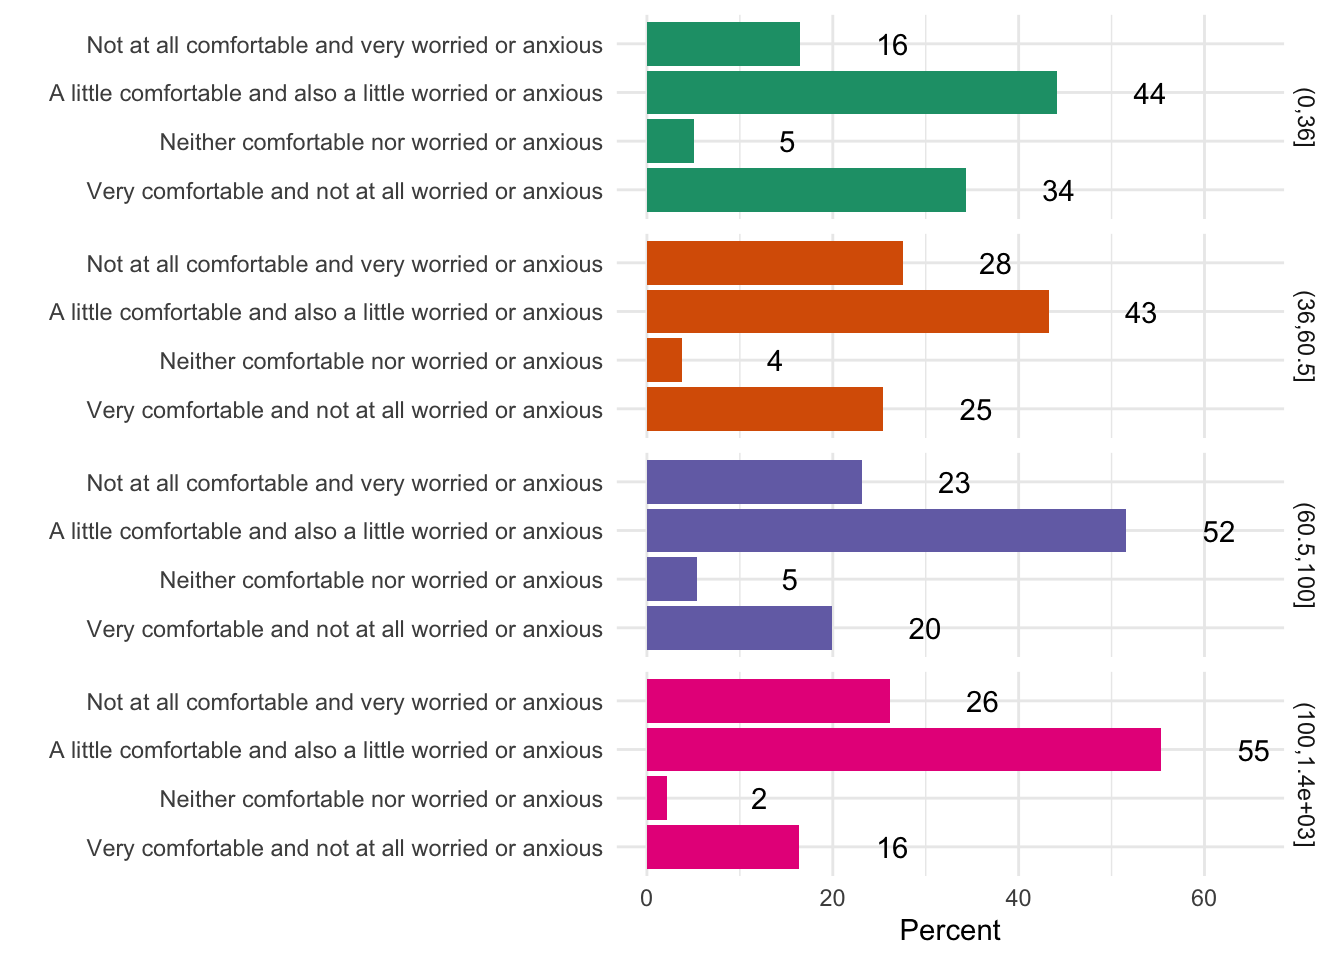 Not at all comfortable and very worried or anxious 16
A little comfortable and also a little worried or anxious 44
Neither comfortable nor worried or anxious 5
Very comfortable and not at all worried or anxious 34
(0,36]
Not at all comfortable and very worried or anxious 28
A little comfortable and also a little worried or anxious 43
Neither comfortable nor worried or anxious 4
Very comfortable and not at all worried or anxious 25
(36,60.5]
Not at all comfortable and very worried or anxious 23
A little comfortable and also a little worried or anxious 52
Neither comfortable nor worried or anxious 5
Very comfortable and not at all worried or anxious 20
(60.5,100]
Not at all comfortable and very worried or anxious 26
A little comfortable and also a little worried or anxious 55
Neither comfortable nor worried or anxious 2
Very comfortable and not at all worried or anxious 16
(100,1.4e+03]
0 20 40 60
Percent